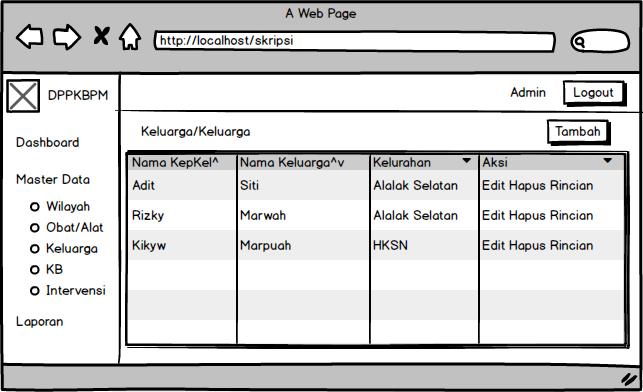 A Web Page
http://localhost/skripsi
DPPKBPM
Admin
Logout
Dashboard
Master Data
Wilayah
Obat/Alat
Keluarga
KB
Intervensi
Laporan
Keluarga/Keluarga
Tambah
Nama KepKel^ Nama Keluarga^v Kelurahan Aksi
Adit Siti Alalak Selatan Edit Hapus Rincian
Rizky Marwah Alalak Selatan Edit Hapus Rincian
Kikyw Marpuah HKSN Edit Hapus Rincian